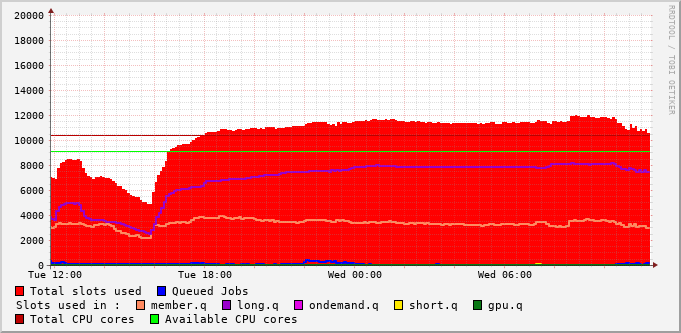 20000
18000
16000
14000
12000
10000
8000
6000
4000
2000
0
Tue 12:00 Tue 18:00 Wed 00:00 Wed 06:00
RRDTOOL / TOBI OETIKER
Total slots used Queued Jobs
Slots used in : member.q long.q ondemand.q short.q gpu.q
Total CPU cores Available CPU cores